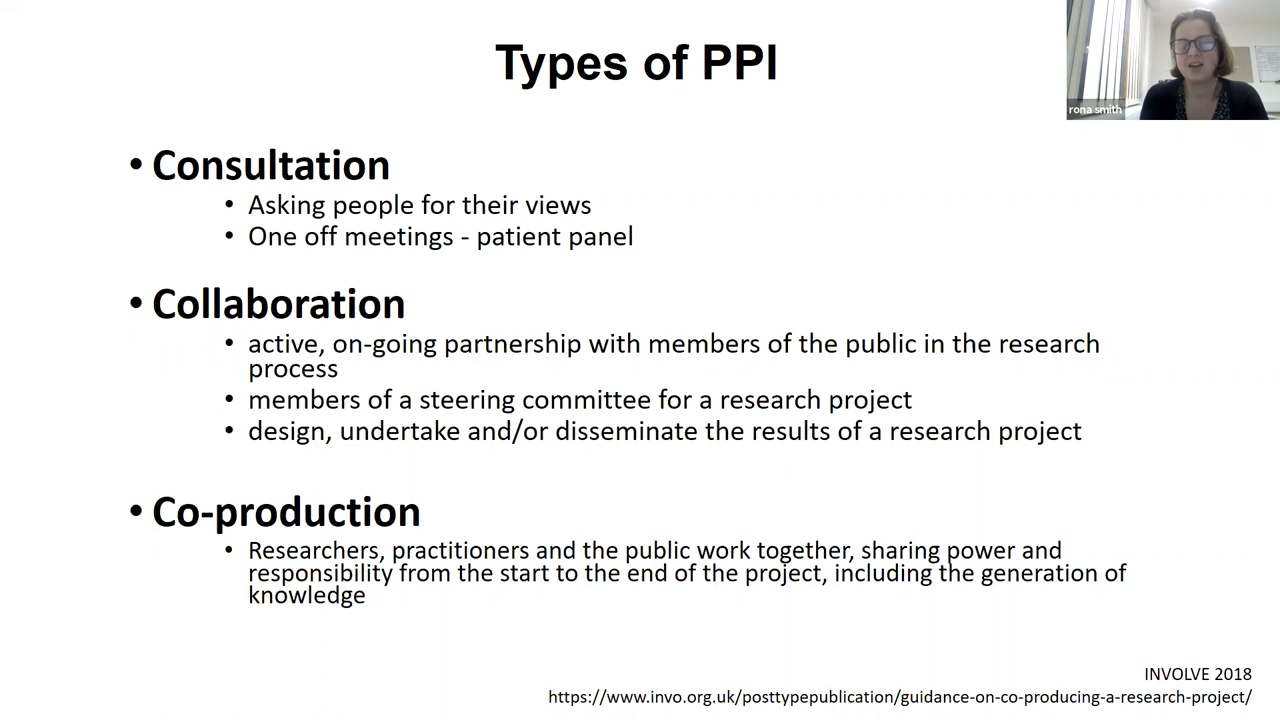 Types of PPI
rona smith
• Consultation
• Asking people for their views
• One off meetings - patient panel
• Collaboration
• active, on-going partnership with members of the public in the research
process
• members of a steering committee for a research project
• design, undertake and/or disseminate the results of a research project
• Co-production
• Researchers, practitioners and the public work together, sharing power and
responsibility from the start to the end of the project, including the generation of
knowledge
INVOLVE 2018
https://www.invo.org.uk/posttypepublication/guidance-on-co-producing-a-research-project/